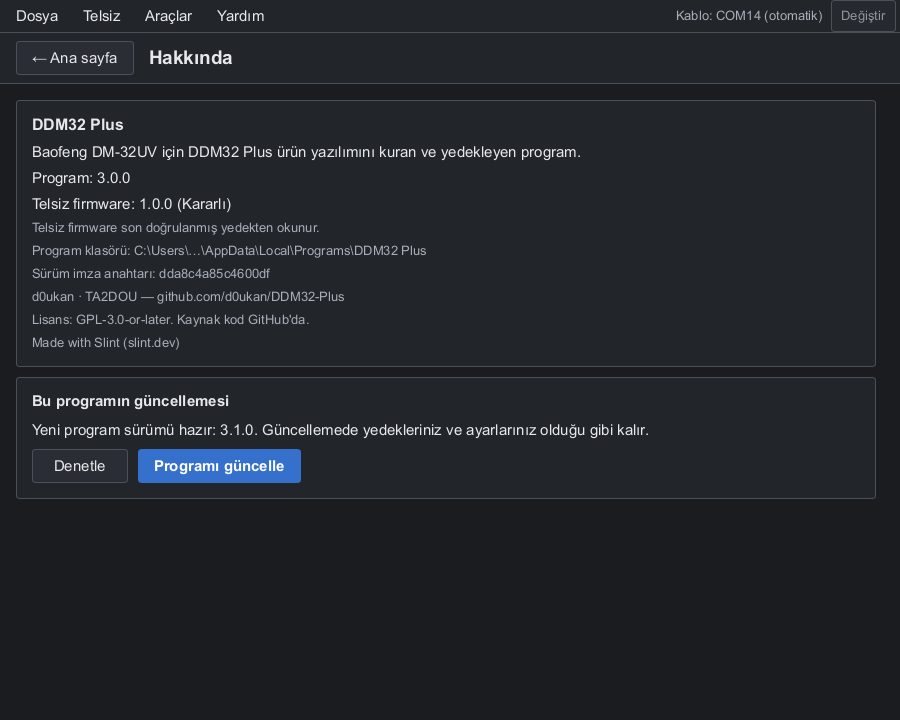 Dosya Telsiz Araçlar Yardım Kablo: COM14 (otomatik) Değiştir
← Ana sayfa Hakkında
DDM32 Plus
Baofeng DM-32UV için DDM32 Plus ürün yazılımını kuran ve yedekleyen program.
Program: 3.0.0
Telsiz firmware: 1.0.0 (Kararlı)
Telsiz firmware son doğrulanmış yedekten okunur.
Program klasörü: C:\Users\...\AppData\Local\Programs\DDM32 Plus
Sürüm imza anahtarı: dda8c4a85c4600df
d0ukan · TA2DOU — github.com/d0ukan/DDM32-Plus
Lisans: GPL-3.0-or-later. Kaynak kod GitHub'da.
Made with Slint (slint.dev)
Bu programın güncellemesi
Yeni program sürümü hazır: 3.1.0. Güncellemede yedekleriniz ve ayarlarınız olduğu gibi kalır.
Denetle Programı güncelle